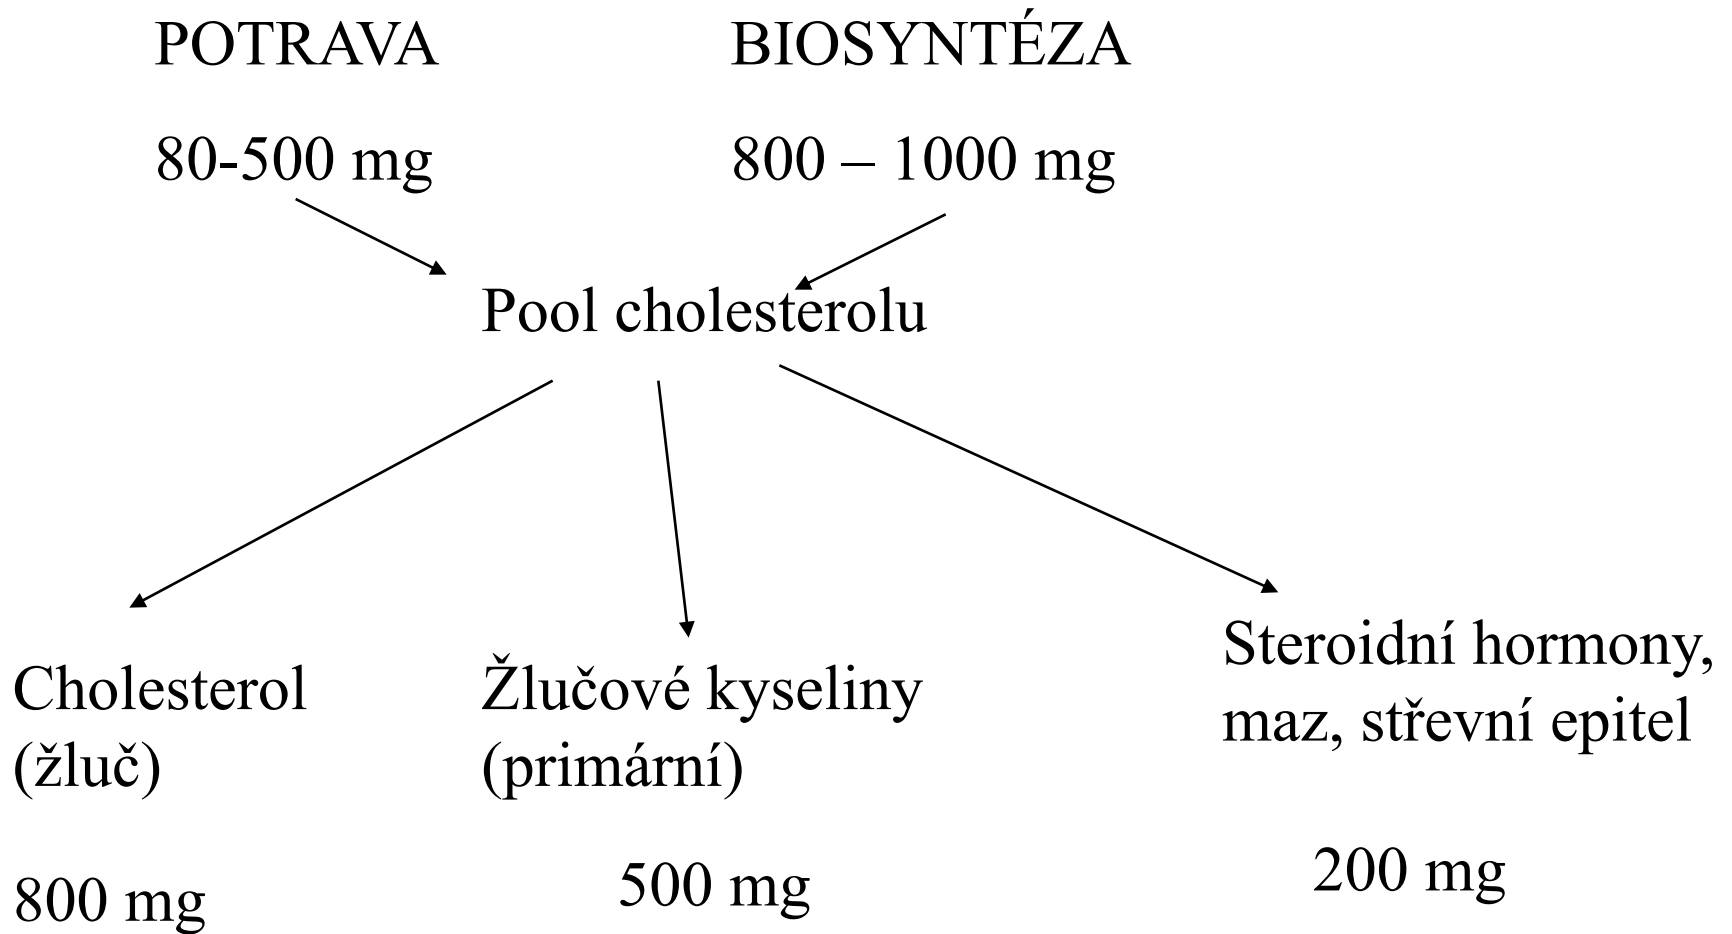 POTRAVA
BIOSYNTÉZA
80-500 mg
800 – 1000 mg
Pool cholesterolu
Cholesterol
(žluč)
800 mg
Žlučové kyseliny
(primární)
500 mg
Steroidní hormony,
maz, střevní epitel
200 mg